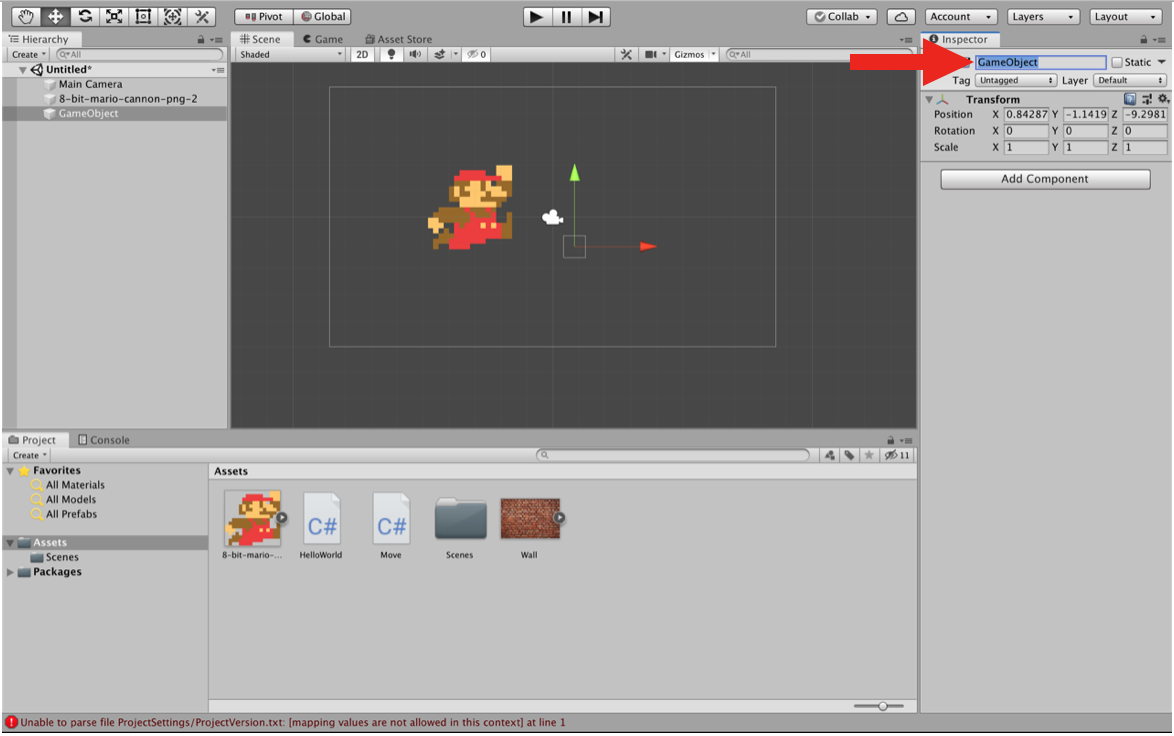 Pivot Global Collab Account Layers Layout
Hierarchy Scene Game Asset Store Inspector
Create All Shaded 2D 0 Gizmos All
GameObject Static
Tag Untagged Layer Default
Untitled*
Main Camera
8-bit-mario-cannon-png-2
GameObject
Transform
Position X 0.84287 Y -1.1419 Z -9.2981
Rotation X 0 Y 0 Z 0
Scale X 1 Y 1 Z 1
Add Component
Project Console
Create 11
Favorites
All Materials
All Models
All Prefabs
Assets
Scenes
Packages
Assets
C# C#
8-bit-mario-... HelloWorld Move Scenes Wall
Unable to parse file ProjectSettings/ProjectVersion.txt: [mapping values are not allowed in this context] at line 1